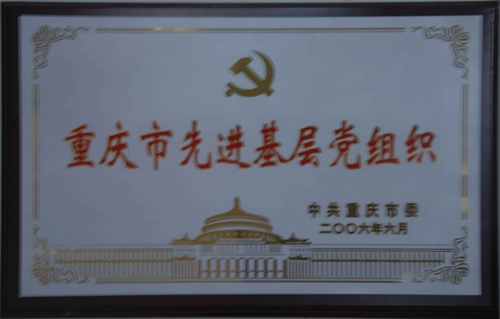 重庆市先进基层党组织
中共重庆市委
二〇〇六年六月